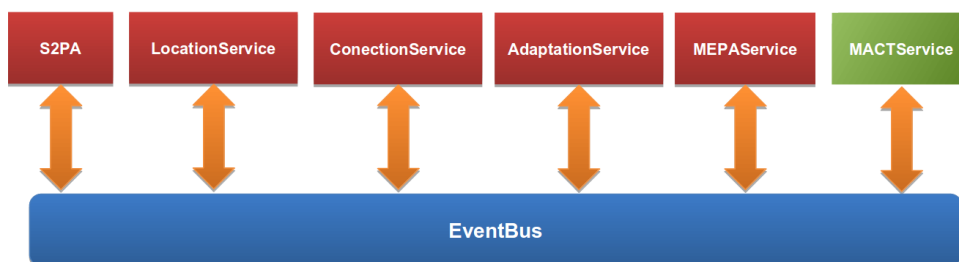 S2PA
LocationService
ConectionService
AdaptationService
MEPAService
MACTService
EventBus